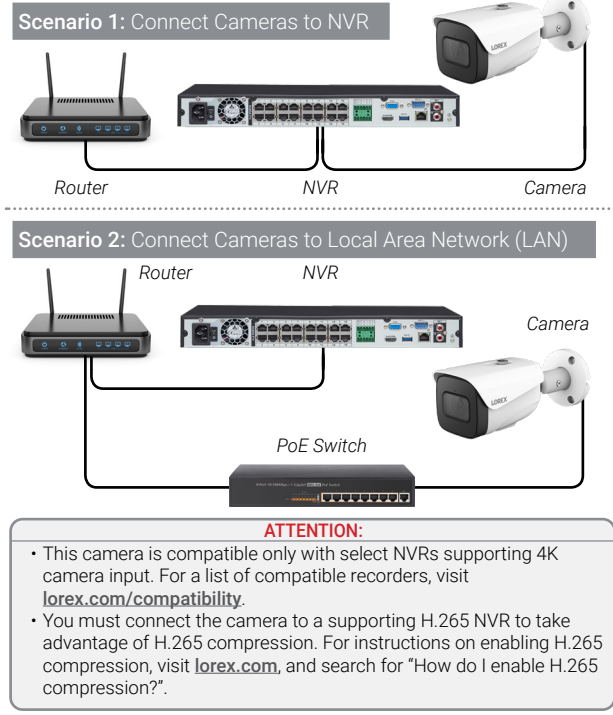 Scenario 1: Connect Cameras to NVR
LOREX
Router
NVR
Camera
Scenario 2: Connect Cameras to Local Area Network (LAN)
Router
NVR
Camera
LOREX
PoE Switch
ATTENTION:
• This camera is compatible only with select NVRs supporting 4K
camera input. For a list of compatible recorders, visit
lorex.com/compatibility.
• You must connect the camera to a supporting H.265 NVR to take
advantage of H.265 compression. For instructions on enabling H.265
compression, visit lorex.com, and search for “How do I enable H.265
compression?”.